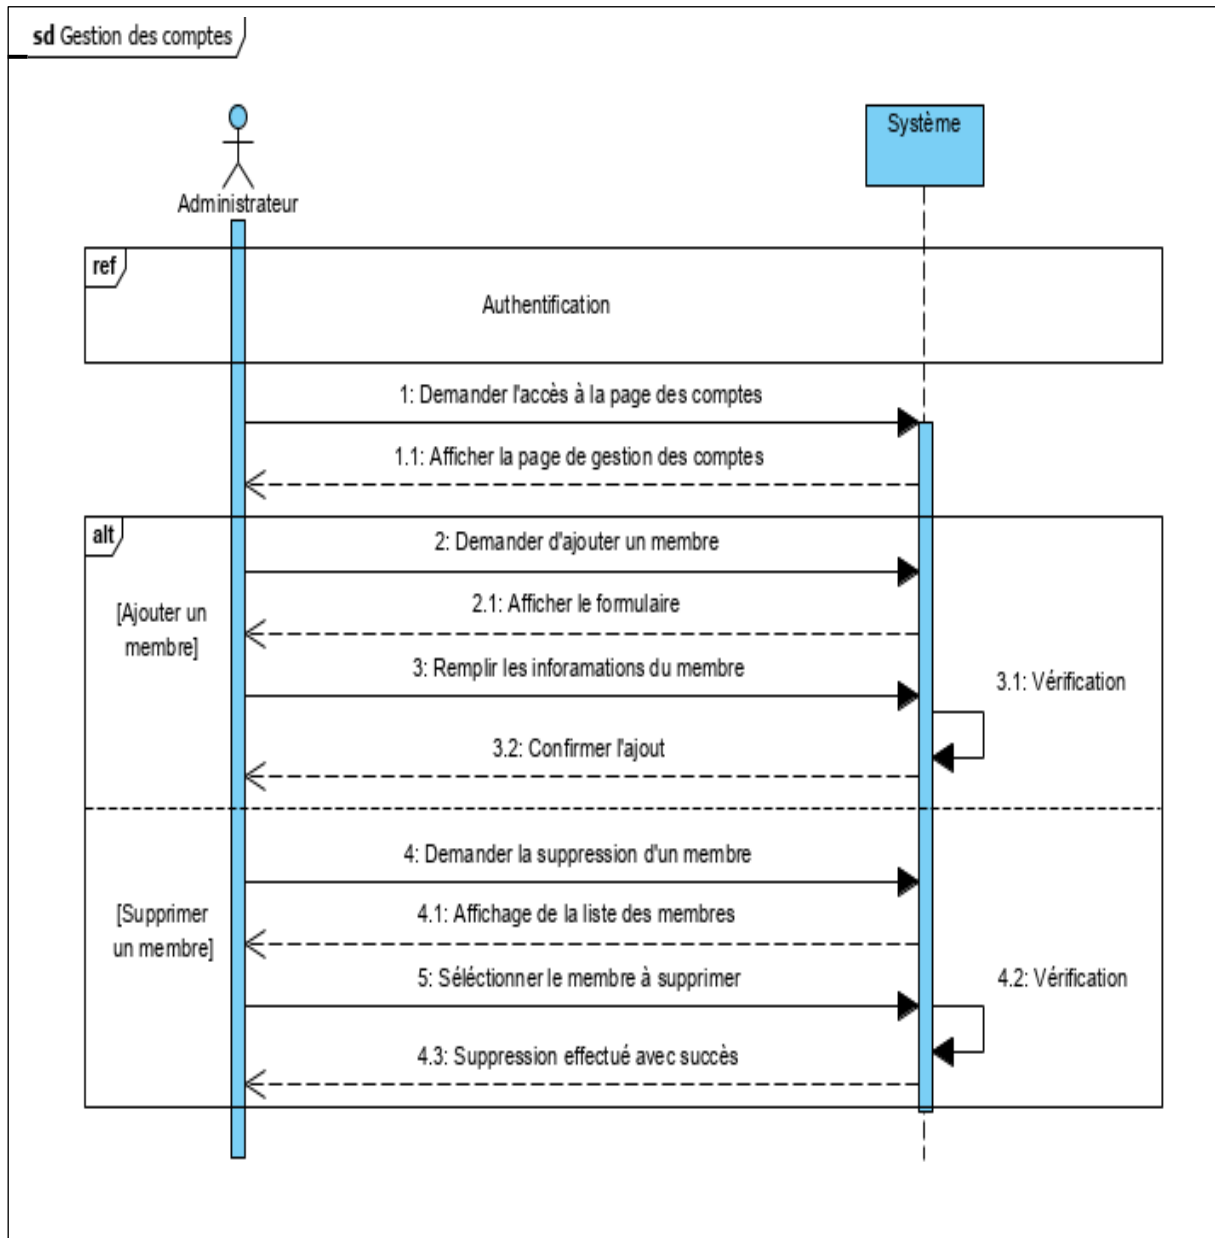 sd Gestion des comptes
Système
Administrateur
ref
Authentification
1: Demander l'accès à la page des comptes
1.1: Afficher la page de gestion des comptes
alt
2: Demander d'ajouter un membre
[Ajouter un
membre]
2.1: Afficher le formulaire
3: Remplir les inforamations du membre
3.1: Vérification
3.2: Confirmer l'ajout
4: Demander la suppression d'un membre
[Supprimer
un membre]
4.1: Affichage de la liste des membres
5: Séléctionner le membre à supprimer
4.2: Vérification
4.3: Suppression effectué avec succès